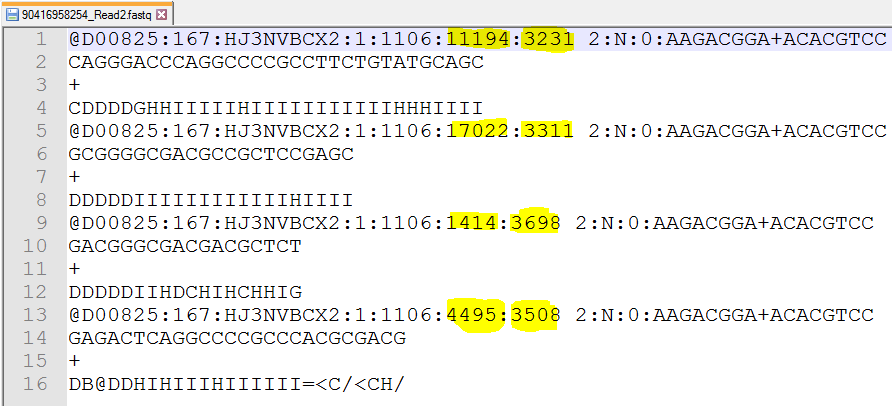 90416958254_Read2.fastq
1 @D00825:167:HJ3NVBCX2:1:1106:11194:3231 2:N:0:AAGACGGA+ACACGTCC
2 CAGGGACCCAGGCCCCGCCTTCTGTATGCAGC
3 +
4 CDDDDGHHIIIIIHIIIIIIIIIIIHHHIIII
5 @D00825:167:HJ3NVBCX2:1:1106:17022:3311 2:N:0:AAGACGGA+ACACGTCC
6 GCGGGGCGACGCCGCTCCGAGC
7 +
8 DDDDDIIIIIIIIIIIIHIIII
9 @D00825:167:HJ3NVBCX2:1:1106:1414:3698 2:N:0:AAGACGGA+ACACGTCC
10 GACGGGCGACGACGCTCT
11 +
12 DDDDDIIHDCHIHCHHIG
13 @D00825:167:HJ3NVBCX2:1:1106:4495:3508 2:N:0:AAGACGGA+ACACGTCC
14 GAGACTCAGGCCCCGCCCACGCGACG
15 +
16 DB@DDHIHIIIHIIIIII=<C/<CH/